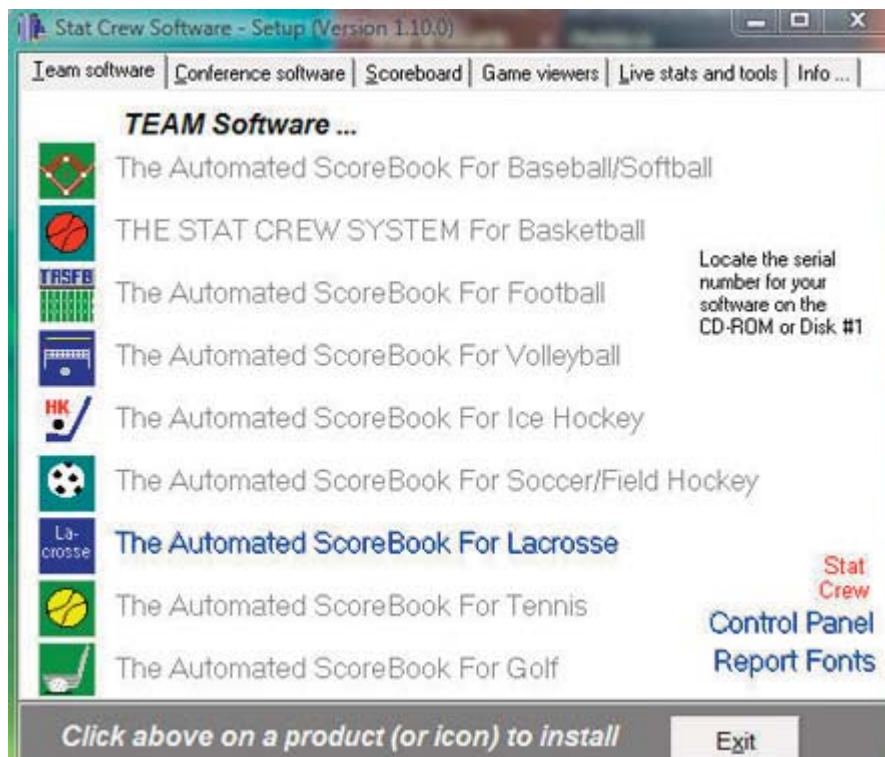 Stat Crew Software - Setup (Version 1.10.0)
Team software Conference software Scoreboard Game viewers Live stats and tools Info ...
TEAM Software ...
The Automated ScoreBook For Baseball/Softball
THE STAT CREW SYSTEM For Basketball
Locate the serial
number for your
software on the
CD-ROM or Disk #1
TASFB
The Automated ScoreBook For Football
The Automated ScoreBook For Volleyball
HK
The Automated ScoreBook For Ice Hockey
The Automated ScoreBook For Soccer/Field Hockey
La-
crosse
The Automated ScoreBook For Lacrosse
The Automated ScoreBook For Tennis
The Automated ScoreBook For Golf
Stat
Crew
Control Panel
Report Fonts
Click above on a product (or icon) to install
Exit